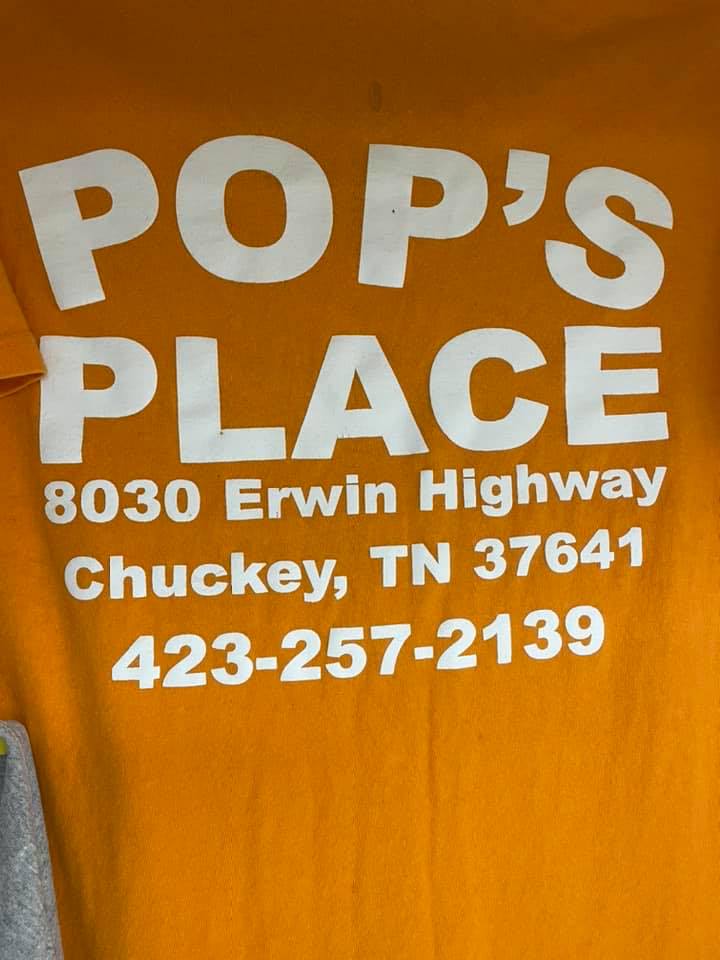 POP'S
PLACE
8030 Erwin Highway
Chuckey, TN 37641
423-257-2139